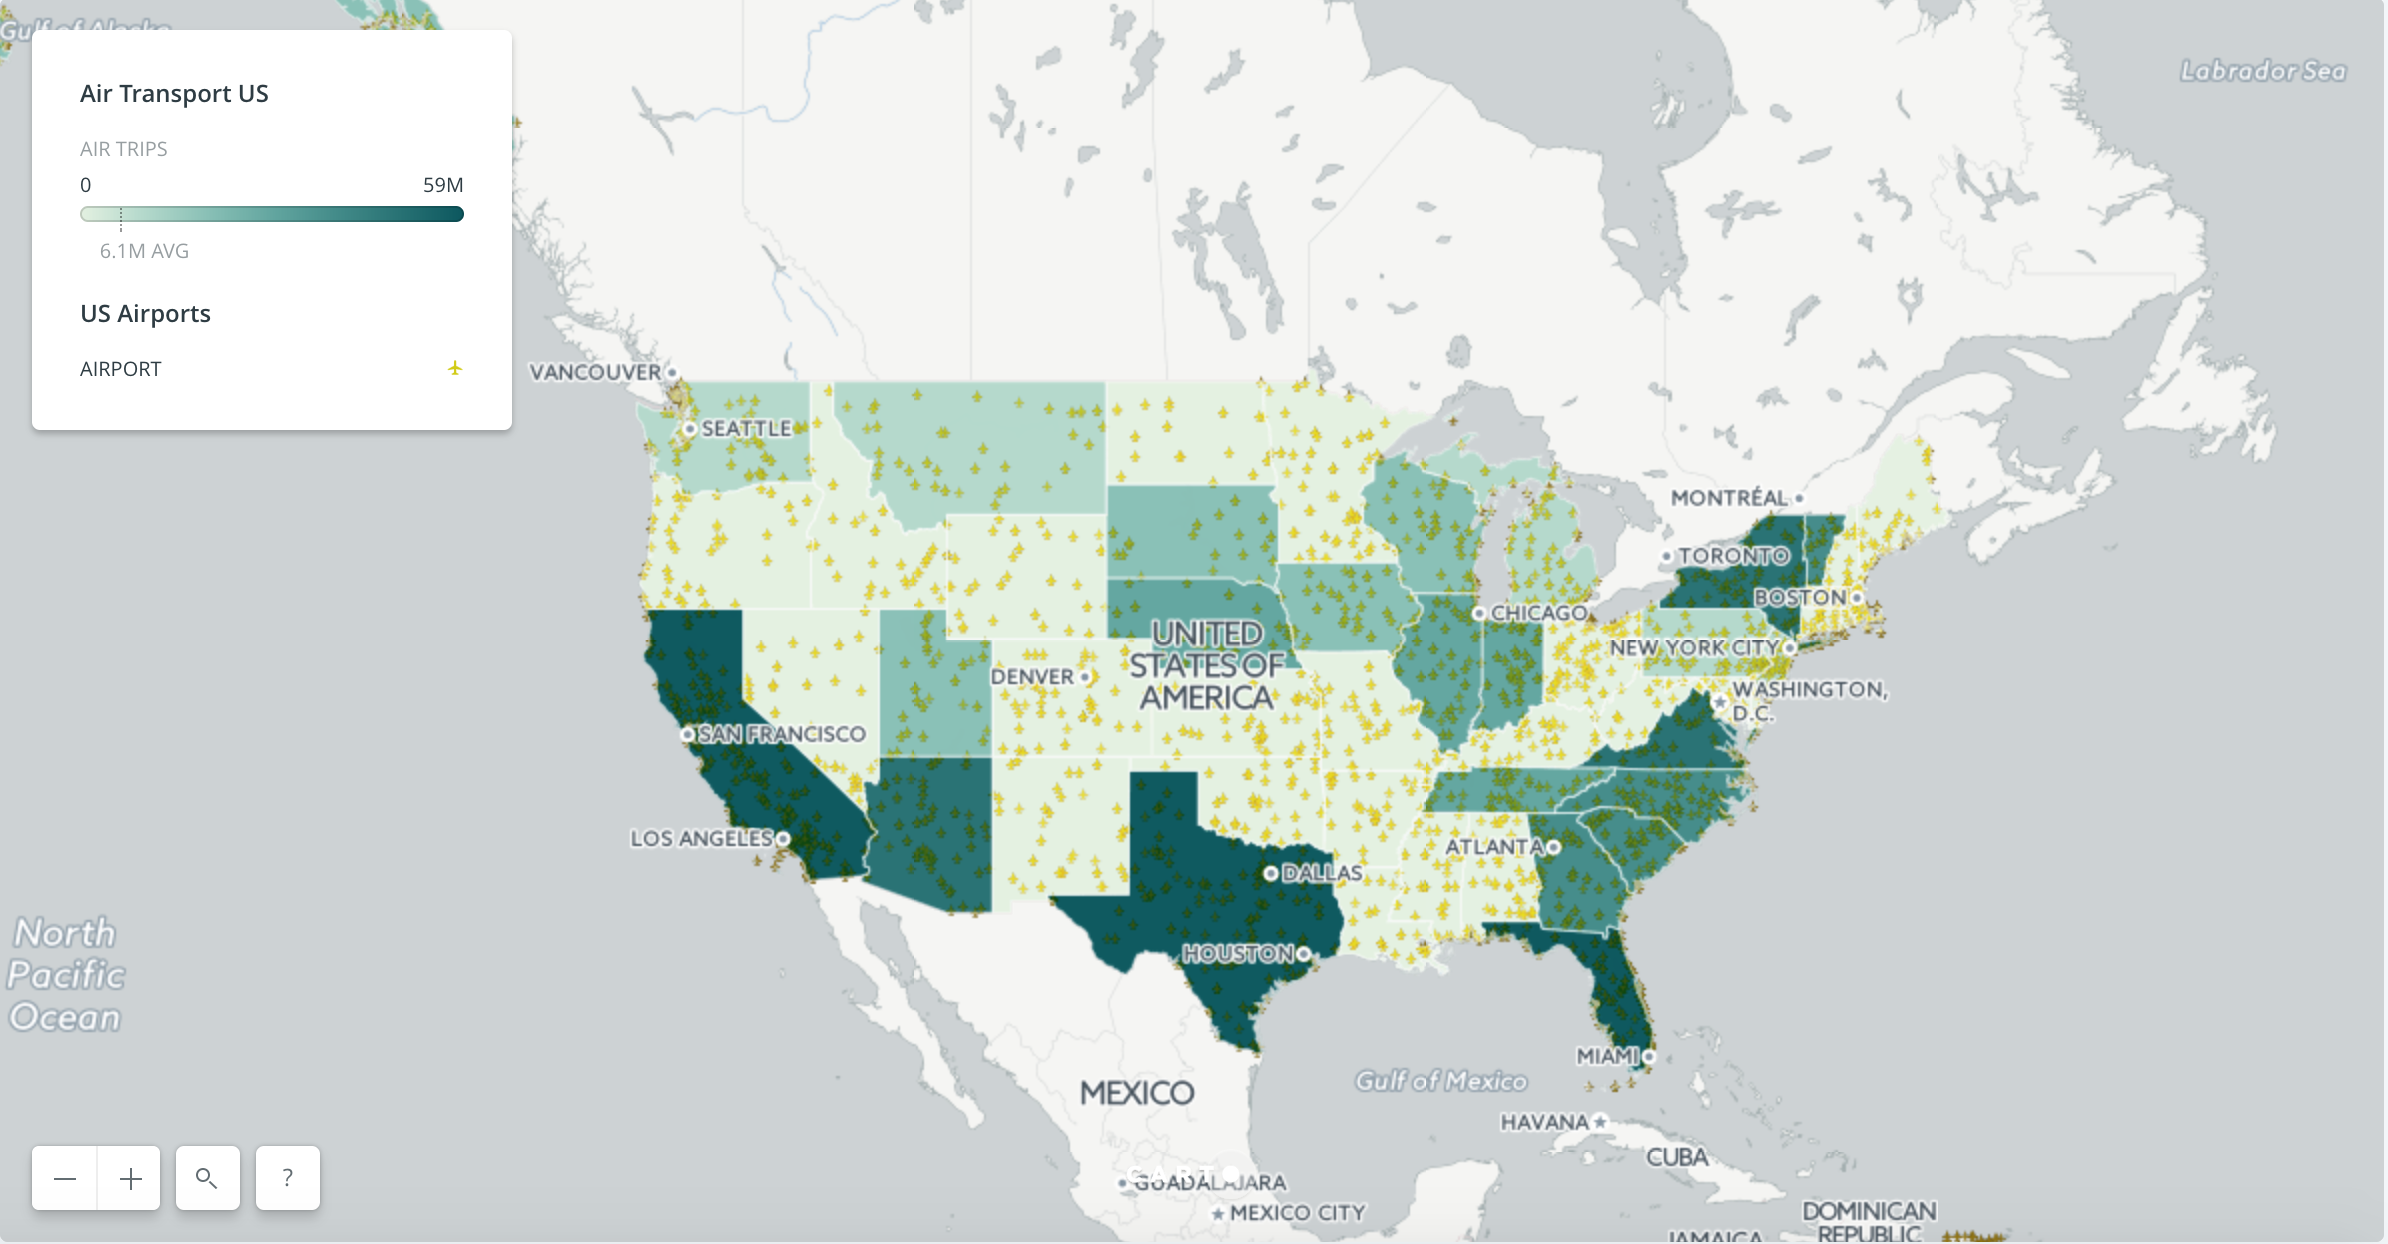 Gulf of Alaska
Labrador Sea
Air Transport US
AIR TRIPS
0
59M
6.1M AVG
US Airports
AIRPORT
VANCOUVER
SEATTLE
MONTRÉAL
TORONTO
BOSTON
CHICAGO
NEW YORK CITY
UNITED
STATES OF
AMERICA
DENVER
WASHINGTON,
D.C.
SAN FRANCISCO
LOS ANGELES
ATLANTA
DALLAS
HOUSTON
North
Pacific
Ocean
MIAMI
Gulf of Mexico
MEXICO
HAVANA
CUBA
CARTO
GUADALAJARA
MEXICO CITY
DOMINICAN
REPUBLIC
JAMAICA
?